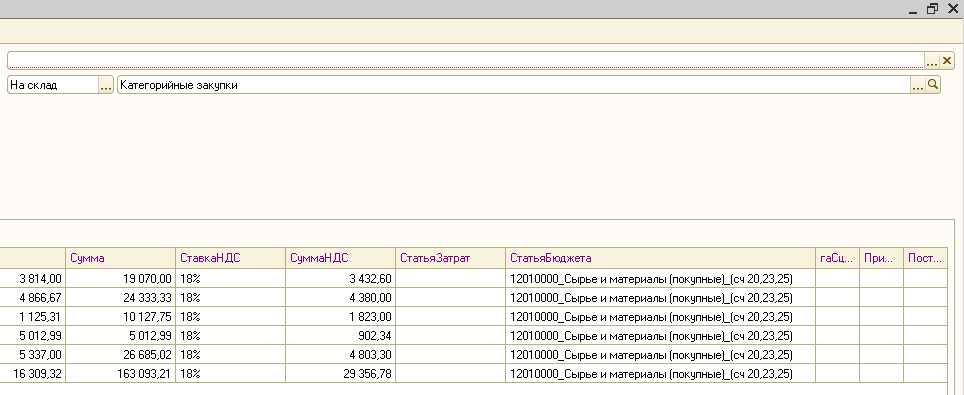 На склад ... Категорийные закупки ...
Сумма СтавкаНДС СуммаНДС СтатьяЗатрат СтатьяБюджета гаСц... При... Пост...
3 814,00 19 070,00 18% 3 432,60 12010000_Сырье и материалы (покупные)_(сч 20,23,25)
4 866,67 24 333,33 18% 4 380,00 12010000_Сырье и материалы (покупные)_(сч 20,23,25)
1 125,31 10 127,75 18% 1 823,00 12010000_Сырье и материалы (покупные)_(сч 20,23,25)
5 012,99 5 012,99 18% 902,34 12010000_Сырье и материалы (покупные)_(сч 20,23,25)
5 337,00 26 685,02 18% 4 803,30 12010000_Сырье и материалы (покупные)_(сч 20,23,25)
16 309,32 163 093,21 18% 29 356,78 12010000_Сырье и материалы (покупные)_(сч 20,23,25)